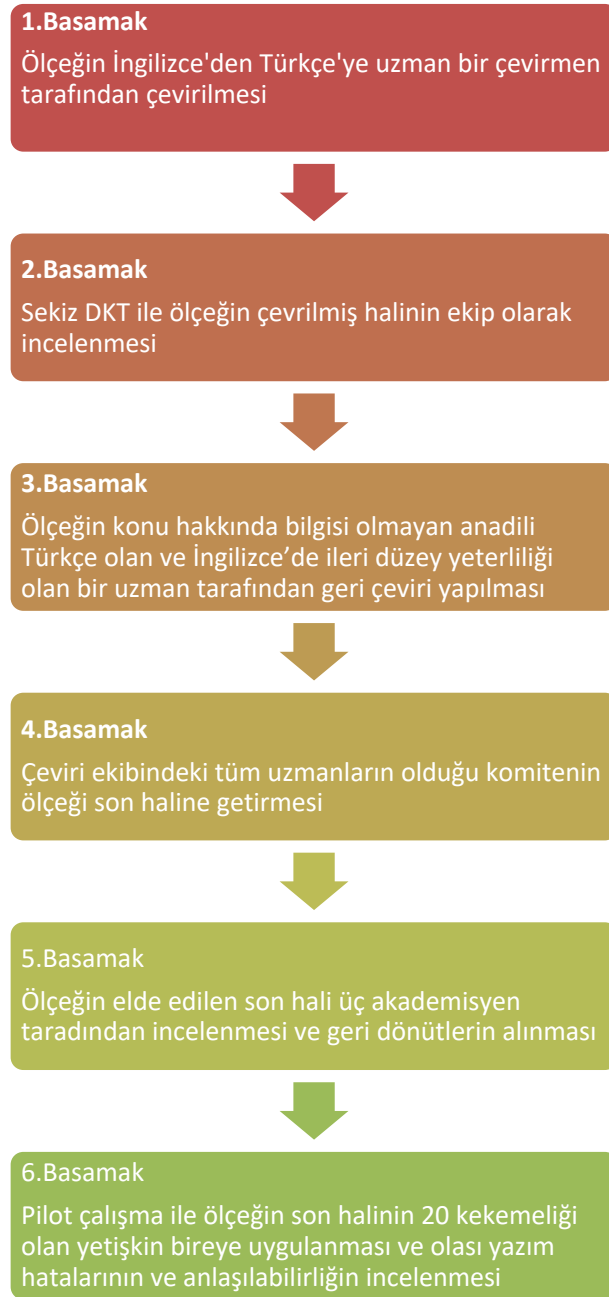 1.Basamak
Ölçeğin İngilizce'den Türkçe'ye uzman bir çevirmen
tarafından çevirilmesi
2.Basamak
Sekiz DKT ile ölçeğin çevrilmiş halinin ekip olarak
incelenmesi
3.Basamak
Ölçeğin konu hakkında bilgisi olmayan anadili
Türkçe olan ve İngilizce’de ileri düzey yeterliliği
olan bir uzman tarafından geri çeviri yapılması
4.Basamak
Çeviri ekibindeki tüm uzmanların olduğu komitenin
ölçeği son haline getirmesi
5.Basamak
Ölçeğin elde edilen son hali üç akademisyen
taradından incelenmesi ve geri dönütlerin alınması
6.Basamak
Pilot çalışma ile ölçeğin son halinin 20 kekemeliği
olan yetişkin bireye uygulanması ve olası yazım
hatalarının ve anlaşılabilirliğin incelenmesi